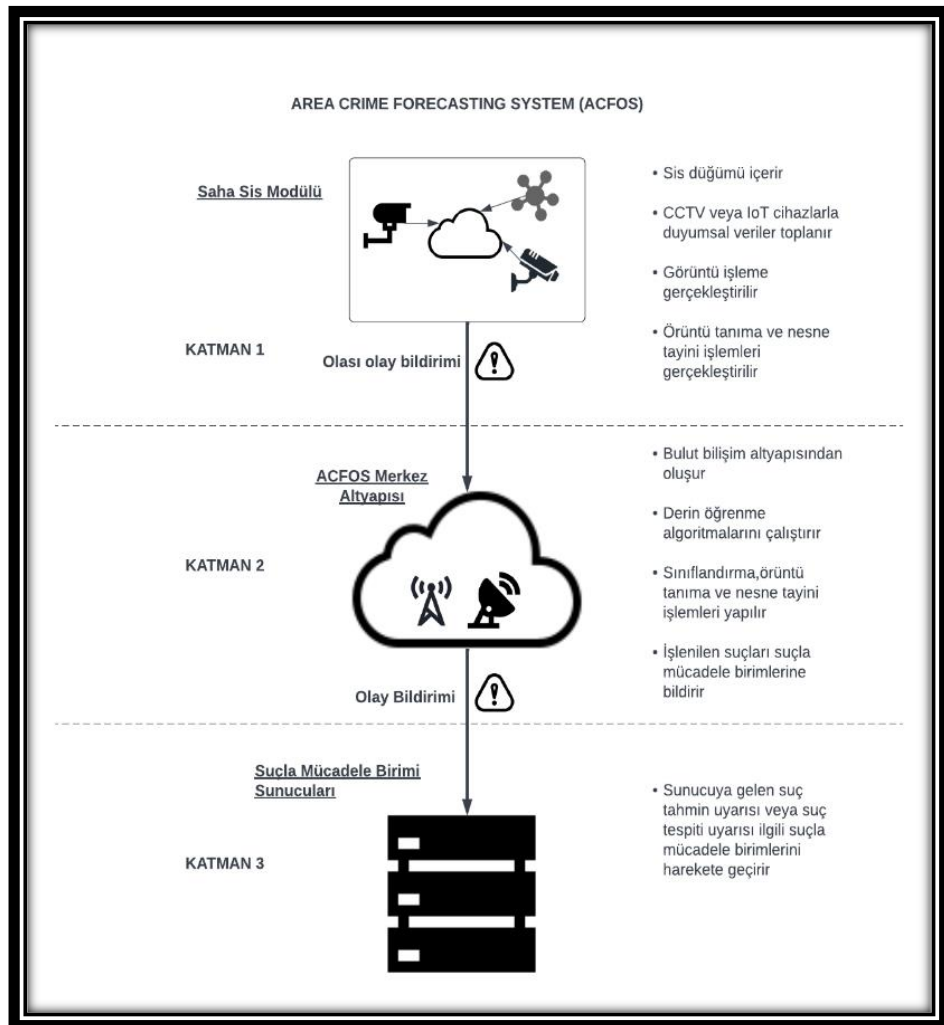 AREA CRIME FORECASTING SYSTEM (ACFOS)
Saha Sis Modülü
• Sis düğümü içerir
• CCTV veya IoT cihazlarla
duyumsal veriler toplanır
• Görüntü işleme
gerçekleştirilir
• Örüntü tanıma ve nesne
tayini işlemleri
gerçekleştirilir
KATMAN 1
Olası olay bildirimi
ACFOS Merkez
Altyapısı
• Bulut bilişim altyapısından
oluşur
• Derin öğrenme
algoritmalarını çalıştırır
• Sınıflandırma,örüntü
tanıma ve nesne tayini
işlemleri yapılır
• İşlenilen suçları suçla
mücadele birimlerine
bildirir
KATMAN 2
Olay Bildirimi
Suçla Mücadele Birimi
Sunucuları
• Sunucuya gelen suç
tahmin uyarısı veya suç
tespiti uyarısı ilgili suçla
mücadele birimlerini
harekete geçirir
KATMAN 3